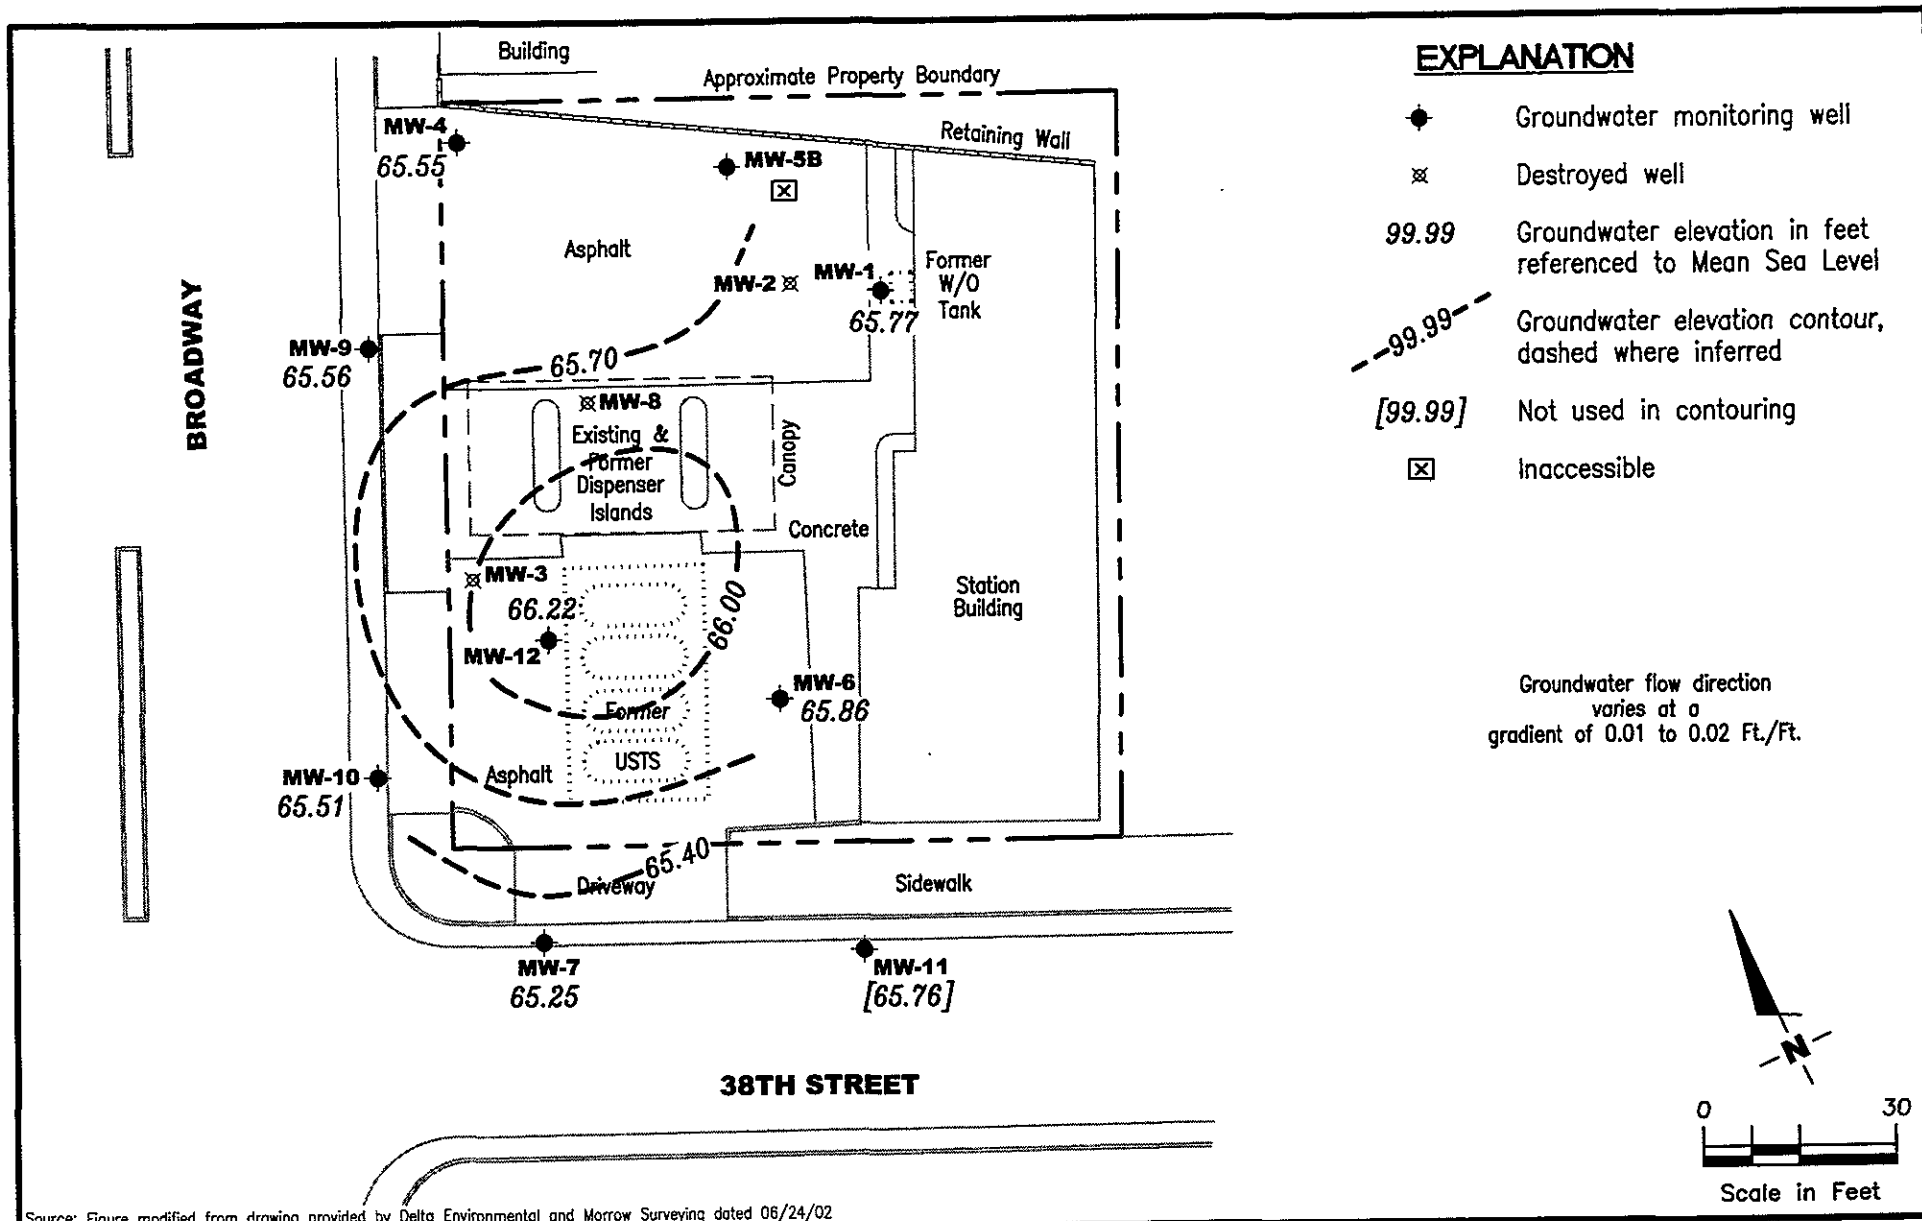 Building
Approximate Property Boundary
Retaining Wall
MW-4
65.55
MW-5B
Asphalt
MW-2
MW-1
65.77
Former
W/O
Tank
BROADWAY
MW-9
65.56
65.70
MW-8
Existing &
Former
Dispenser
Islands
Canopy
Concrete
MW-3
66.22
MW-12
66.00
Station
Building
MW-6
65.86
Former
USTS
Asphalt
MW-10
65.51
65.40
Driveway
Sidewalk
MW-7
65.25
MW-11
[65.76]
38TH STREET
EXPLANATION
Groundwater monitoring well
Destroyed well
99.99 Groundwater elevation in feet
referenced to Mean Sea Level
99.99 Groundwater elevation contour,
dashed where inferred
[99.99] Not used in contouring
Inaccessible
Groundwater flow direction
varies at a
gradient of 0.01 to 0.02 Ft./Ft.
N
0 30
Scale in Feet
Source: Figure modified from drawing provided by Delta Environmental and Morrow Surveying dated 06/24/02